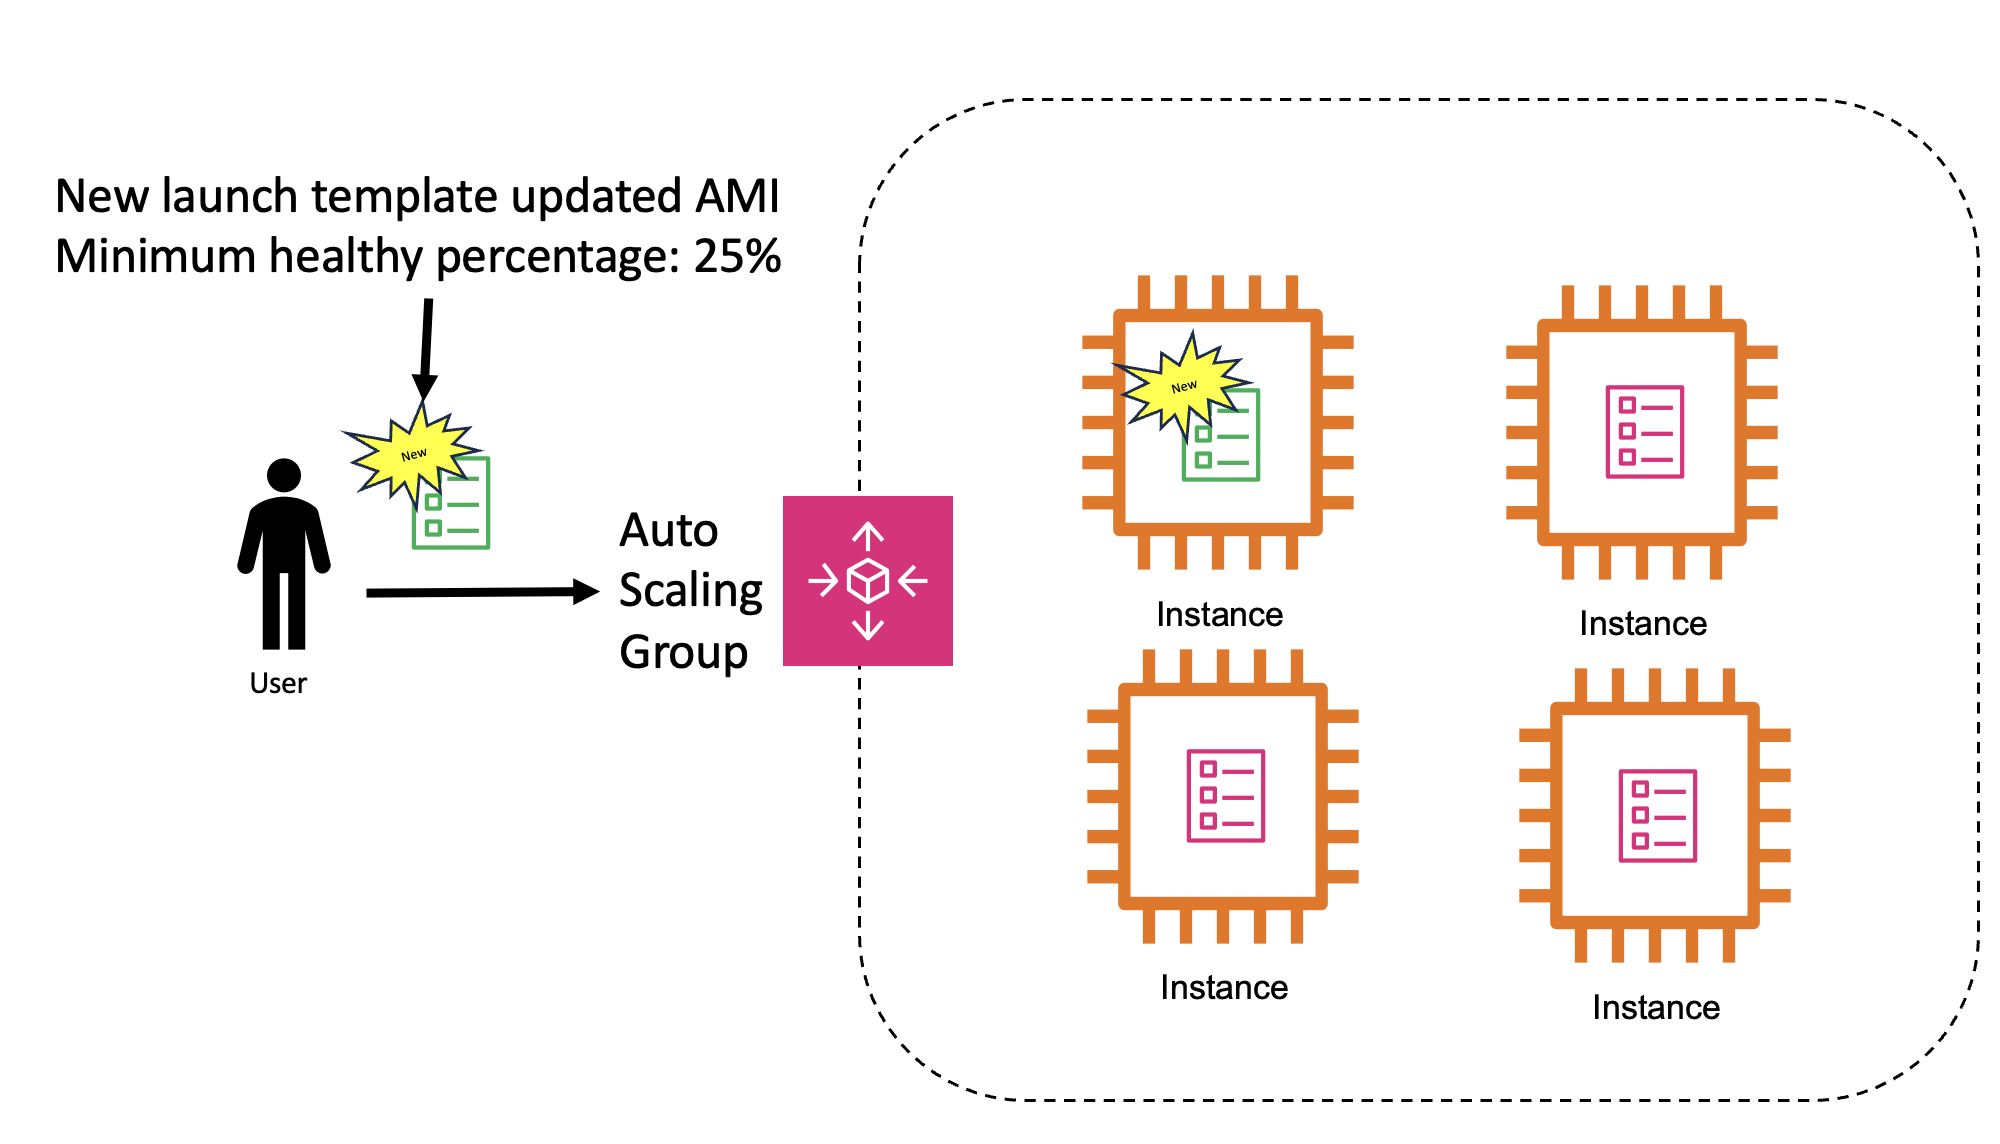 New launch template updated AMI
Minimum healthy percentage: 25%
New
User
Auto
Scaling
Group
New
Instance
Instance
Instance
Instance